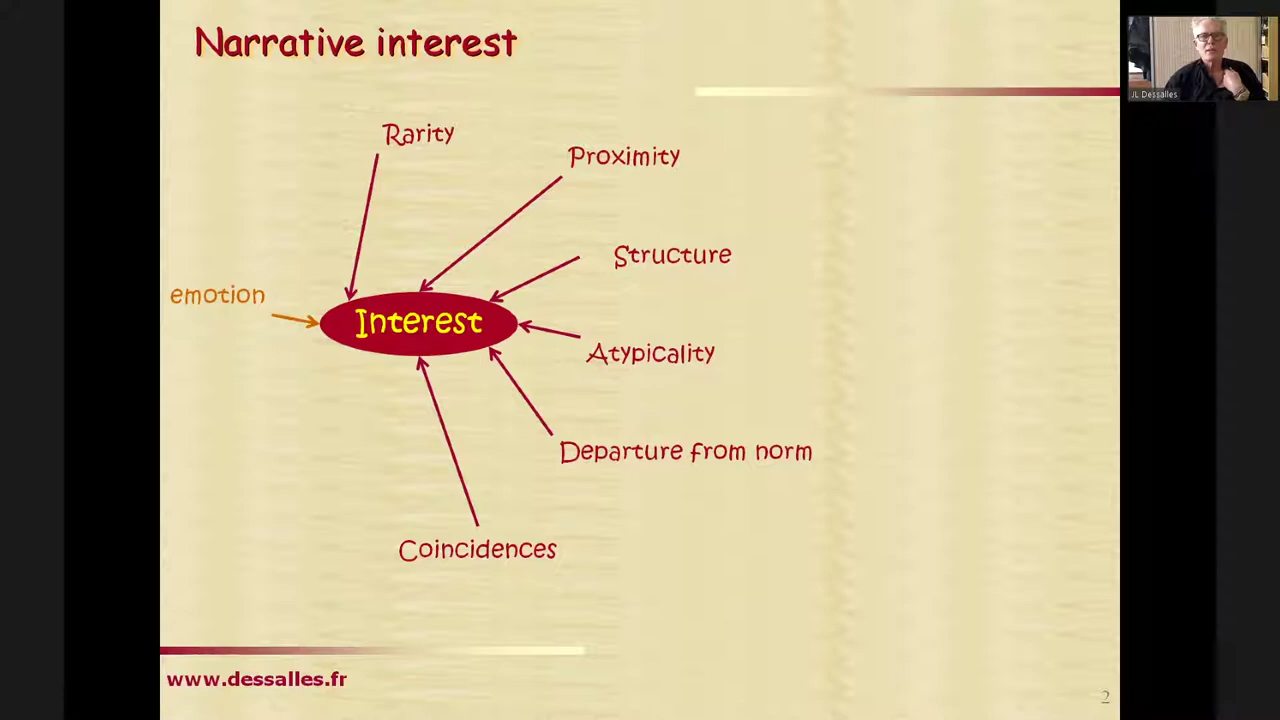 Narrative interest
JL Dessalles
Rarity
Proximity
Structure
emotion
Interest
Atypicality
Departure from norm
Coincidences
www.dessalles.fr
2